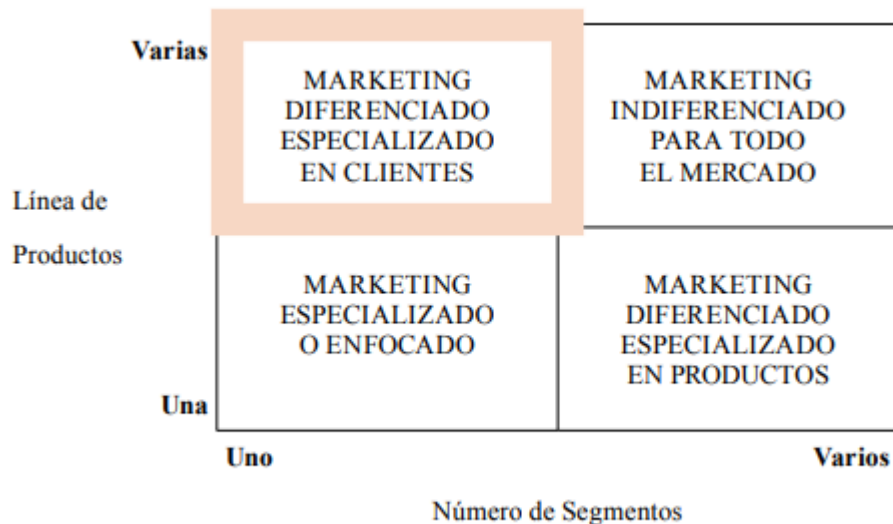 Varias
MARKETING
DIFERENCIADO
ESPECIALIZADO
EN CLIENTES
MARKETING
INDIFERENCIADO
PARA TODO
EL MERCADO
Línea de
Productos
MARKETING
ESPECIALIZADO
O ENFOCADO
MARKETING
DIFERENCIADO
ESPECIALIZADO
EN PRODUCTOS
Una
Uno
Varios
Número de Segmentos